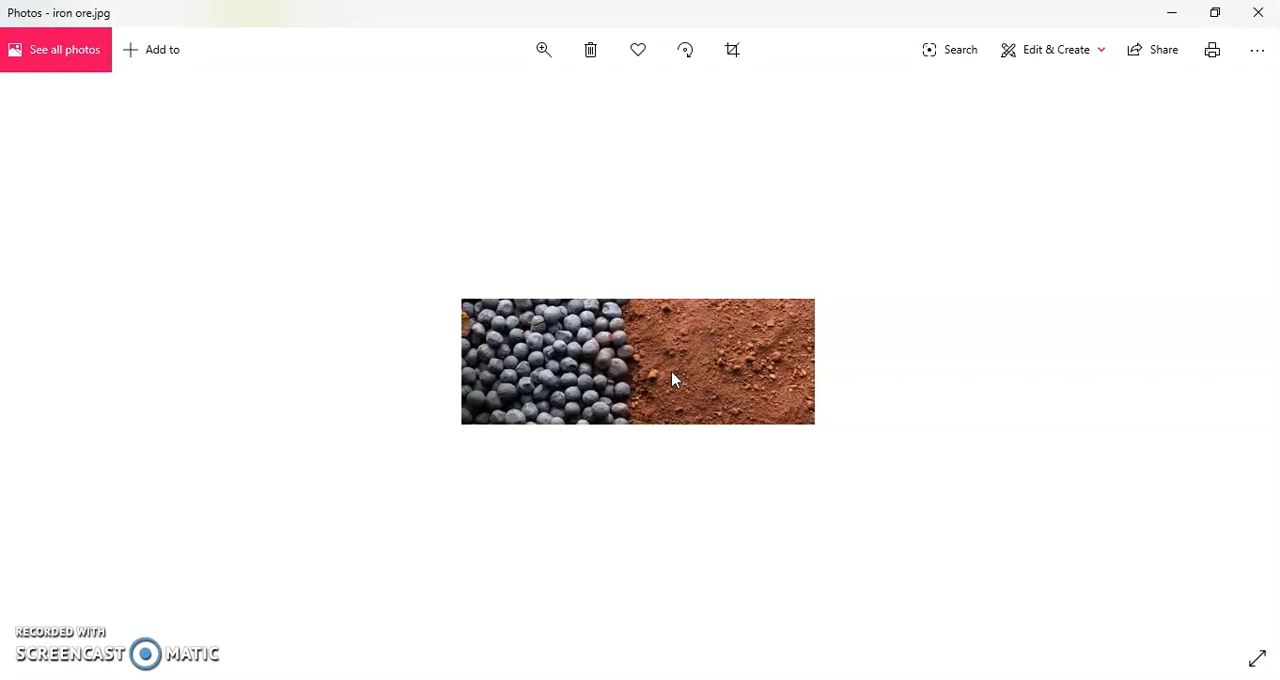 Photos - iron ore.jpg
See all photos
Add to
Search
Edit & Create
Share
RECORDED WITH
SCREENCAST MATIC